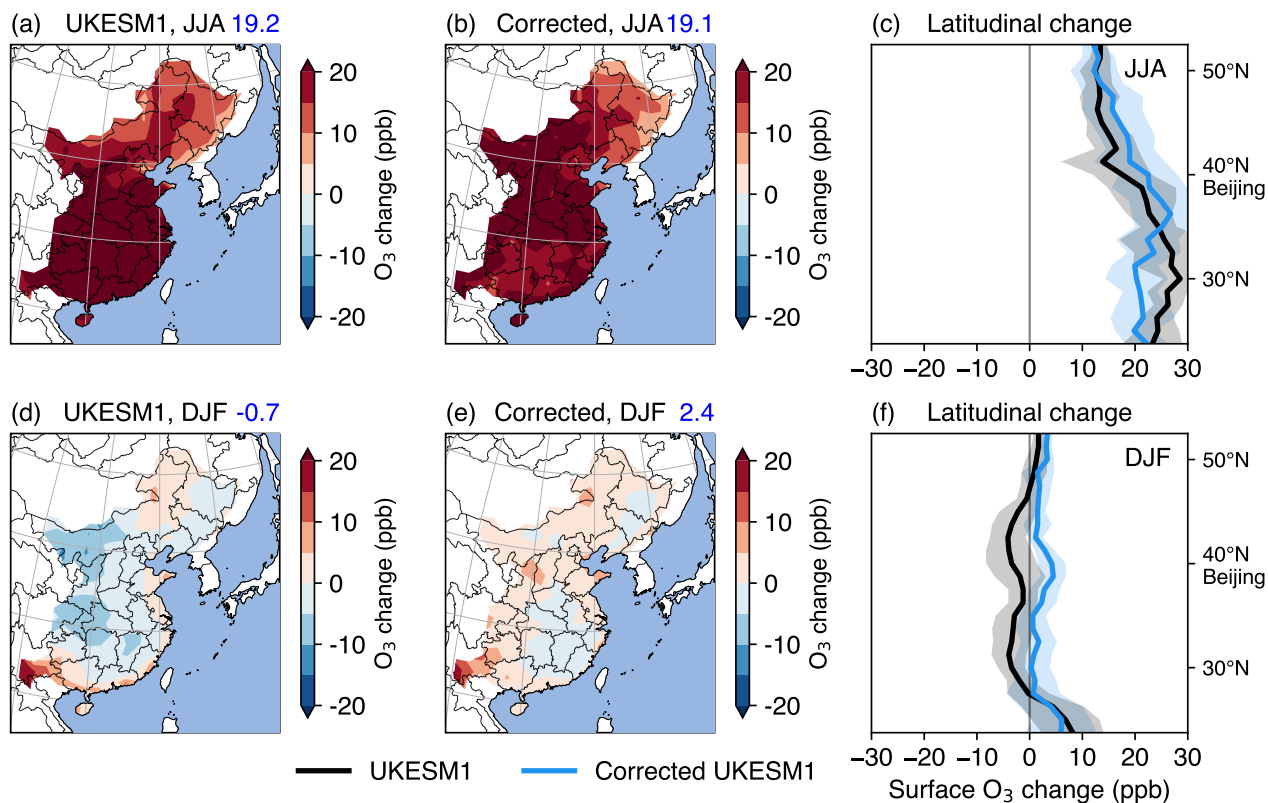 (a) UKESM1, JJA 19.2
20
10
0
-10
-20
O₃ change (ppb)
(b) Corrected, JJA 19.1
20
10
0
-10
-20
O₃ change (ppb)
(c) Latitudinal change
JJA
50°N
40°N
Beijing
30°N
−30 −20 −10 0 10 20 30
(d) UKESM1, DJF -0.7
20
10
0
-10
-20
O₃ change (ppb)
(e) Corrected, DJF 2.4
20
10
0
-10
-20
O₃ change (ppb)
(f) Latitudinal change
DJF
50°N
40°N
Beijing
30°N
−30 −20 −10 0 10 20 30
Surface O₃ change (ppb)
UKESM1
Corrected UKESM1